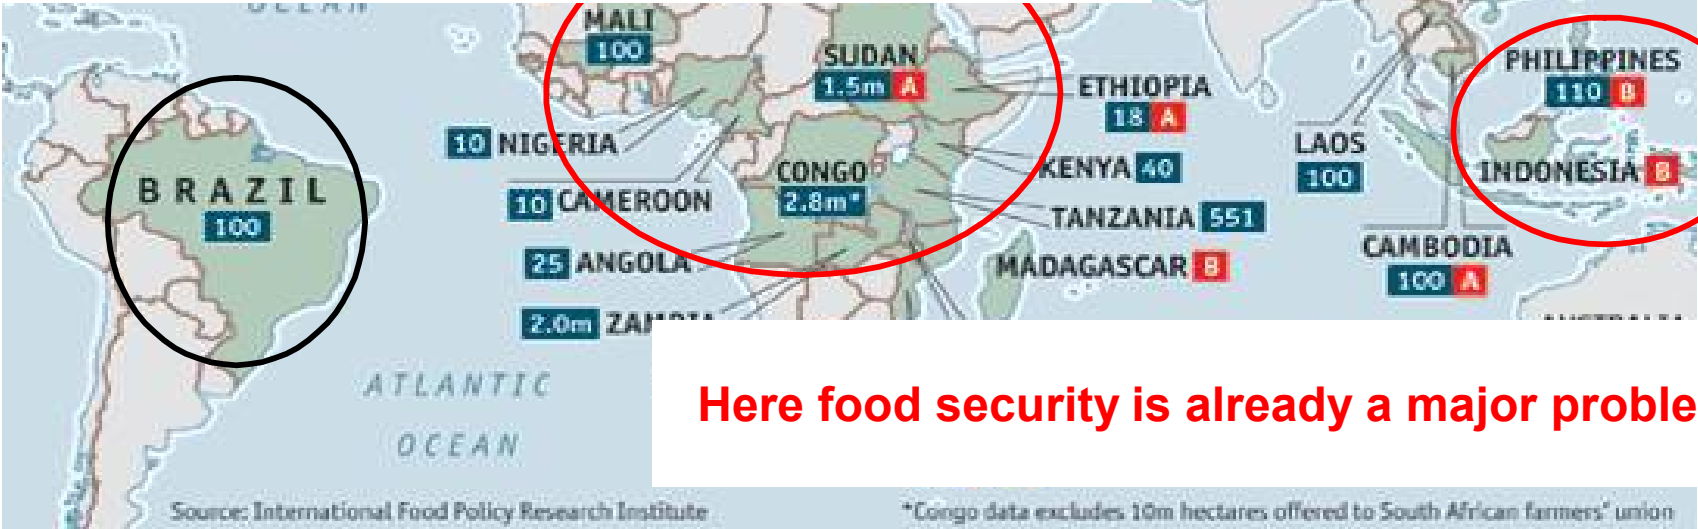 OCEAN
MALI
100
SUDAN
1.5m A
ETHIOPIA
18 A
PHILIPPINES
110 B
10 NIGERIA
LAOS
100
KENYA 40
INDONESIA B
BRAZIL
100
CONGO
2.8m*
10 CAMEROON
TANZANIA 551
CAMBODIA
100 A
25 ANGOLA
MADAGASCAR B
2.0m ZAMBIA
ATLANTIC
OCEAN
Here food security is already a major proble
Source: International Food Policy Research Institute
*Congo data excludes 10m hectares offered to South African farmers' union